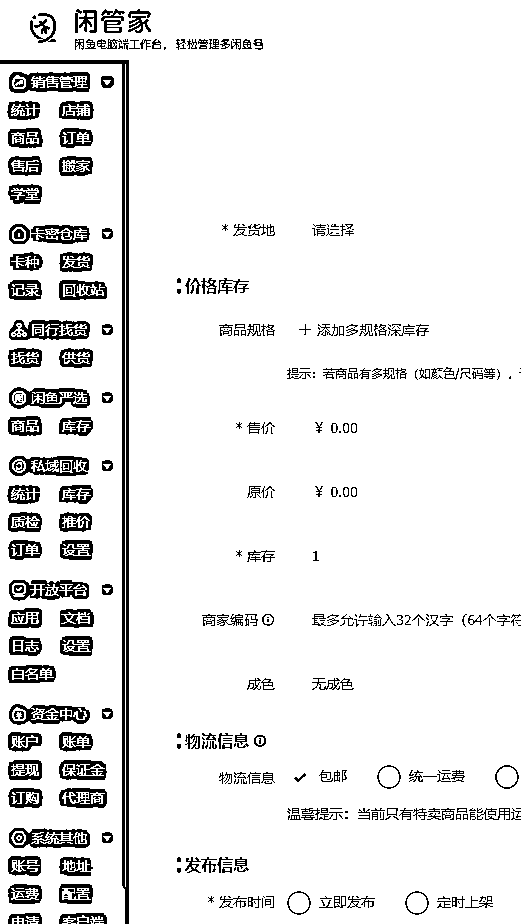 闲管家
闲鱼电脑端工作台，轻松管理多闲鱼号
销售管理
统计 店铺
商品 订单
售后 搬家
学堂
卡密仓库
卡种 发货
记录 回收站
同行找货
找货 供货
闲鱼严选
商品 库存
私域回收
统计 库存
质检 推价
订单 设置
开放平台
应用 文档
日志 设置
白名单
资金中心
账户 账单
提现 保证金
订购 代理商
系统其他
账号 地址
运费 配置
申请 客户端
* 发货地 请选择
价格库存
商品规格 + 添加多规格深库存
提示：若商品有多规格（如颜色/尺码等），
* 售价 ¥ 0.00
原价 ¥ 0.00
* 库存 1
商家编码 最多允许输入32个汉字（64个字符
成色 无成色
物流信息
物流信息 包邮 统一运费
温馨提示：当前只有特卖商品能使用运
发布信息
* 发布时间 立即发布 定时上架